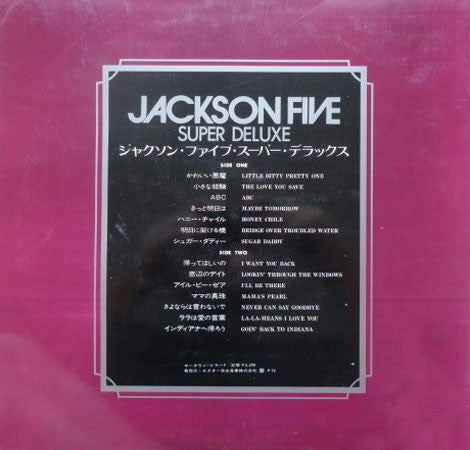 JACKSON FIVE
SUPER DELUXE
ジャクソン・ファイブ・スーパー・デラックス
SIDE ONE
かわいい悪魔 LITTLE BITTY PRETTY ONE
小さな経験 THE LOVE YOU SAVE
ABC ABC
きっと明日は MAYBE TOMORROW
ハニー・チャイル HONEY CHILE
明日に架ける橋 BRIDGE OVER TROUBLED WATER
シュガー・ダディー SUGAR DADDY
SIDE TWO
帰ってほしいの I WANT YOU BACK
窓辺のデイト LOOKIN' THROUGH THE WINDOWS
アイル・ビー・ゼア I'LL BE THERE
ママの真珠 MAMA'S PEARL
さよならは言わないで NEVER CAN SAY GOODBYE
ララは愛の言葉 LA-LA-MEANS I LOVE YOU
インディアナへ帰ろう GOIN' BACK TO INDIANA